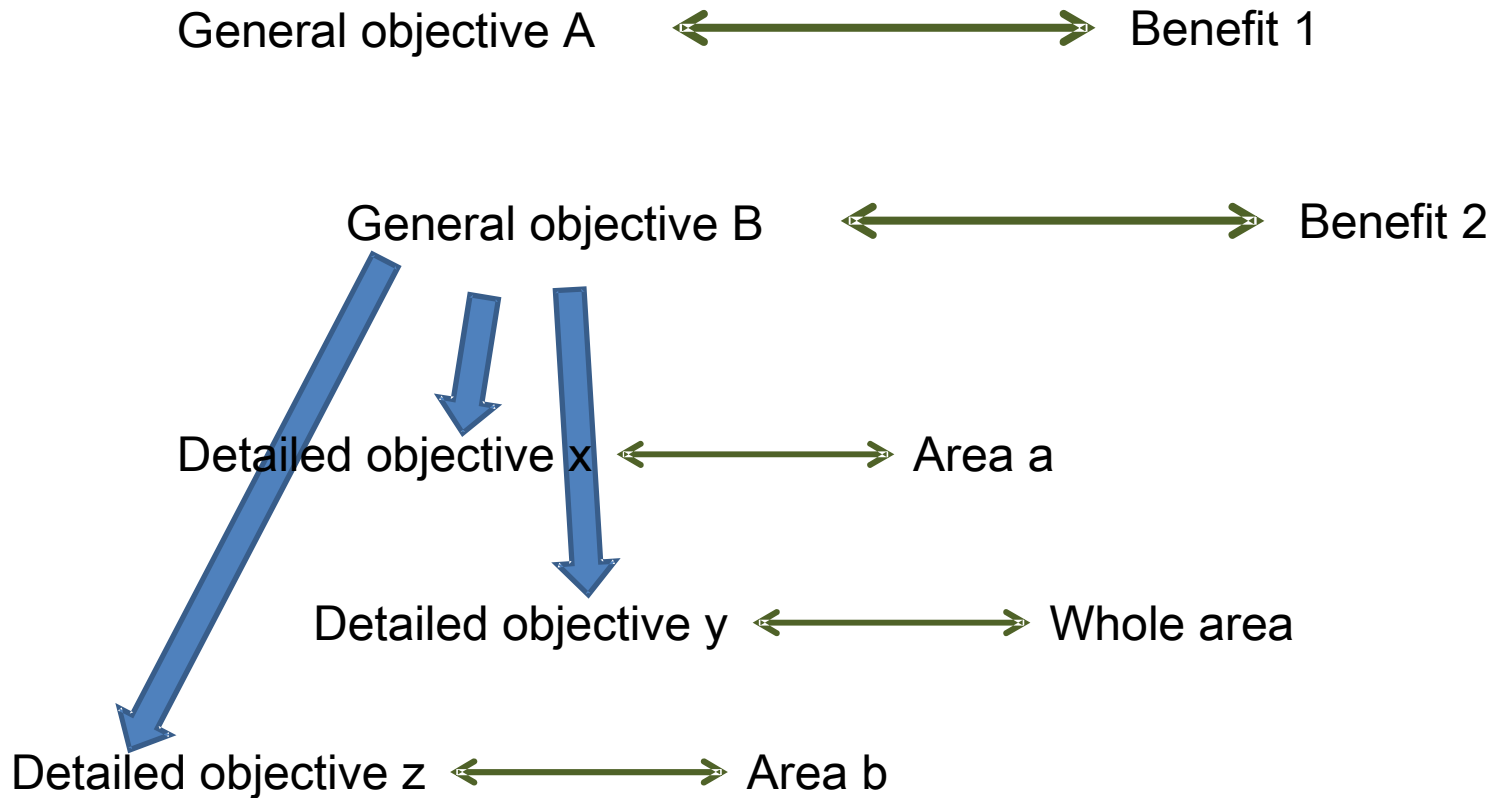 General objective A Benefit 1
General objective B Benefit 2
Detailed objective x Area a
Detailed objective y Whole area
Detailed objective z Area b